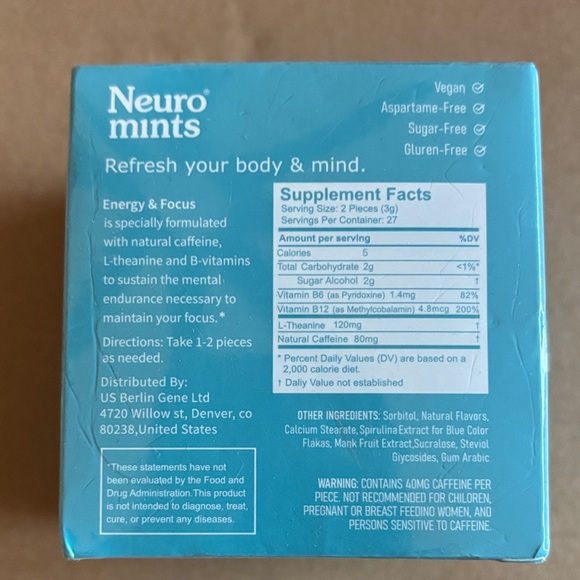 Neuro®
mints
Vegan
Aspartame-Free
Sugar-Free
Gluren-Free
Refresh your body & mind.
Energy & Focus
is specially formulated
with natural caffeine,
L-theanine and B-vitamins
to sustain the mental
endurance necessary to
maintain your focus.*
Directions: Take 1-2 pieces
as needed.
Distributed By:
US Berlin Gene Ltd
4720 Willow st, Denver, co
80238,United States
*These statements have not
been evaluated by the Food and
Drug Administration.This product
is not intended to diagnose, treat,
cure, or prevent any diseases.
Supplement Facts
Serving Size: 2 Pieces (3g)
Servings Per Container: 27
Amount per serving %DV
Calories 5
Total Carbohydrate 2g <1%*
Sugar Alcohol 2g †
Vitamin B6 (as Pyridoxine) 1.4mg 82%
Vitamin B12 (as Methylcobalamin) 4.8mcg 200%
L-Theanine 120mg †
Natural Caffeine 80mg †
* Percent Daily Values (DV) are based on a
2,000 calorie diet.
† Daliy Value not established
OTHER INGREDIENTS: Sorbitol, Natural Flavors,
Calcium Stearate, Spirulina Extract for Blue Color
Flakas, Mank Fruit Extract,Sucralose, Steviol
Glycosides, Gum Arabic
WARNING: CONTAINS 40MG CAFFEINE PER
PIECE. NOT RECOMMENDED FOR CHILDREN,
PREGNANT OR BREAST FEEDINO WOMEN, AND
PERSONS SENSITIVE TO CAFFEINE.